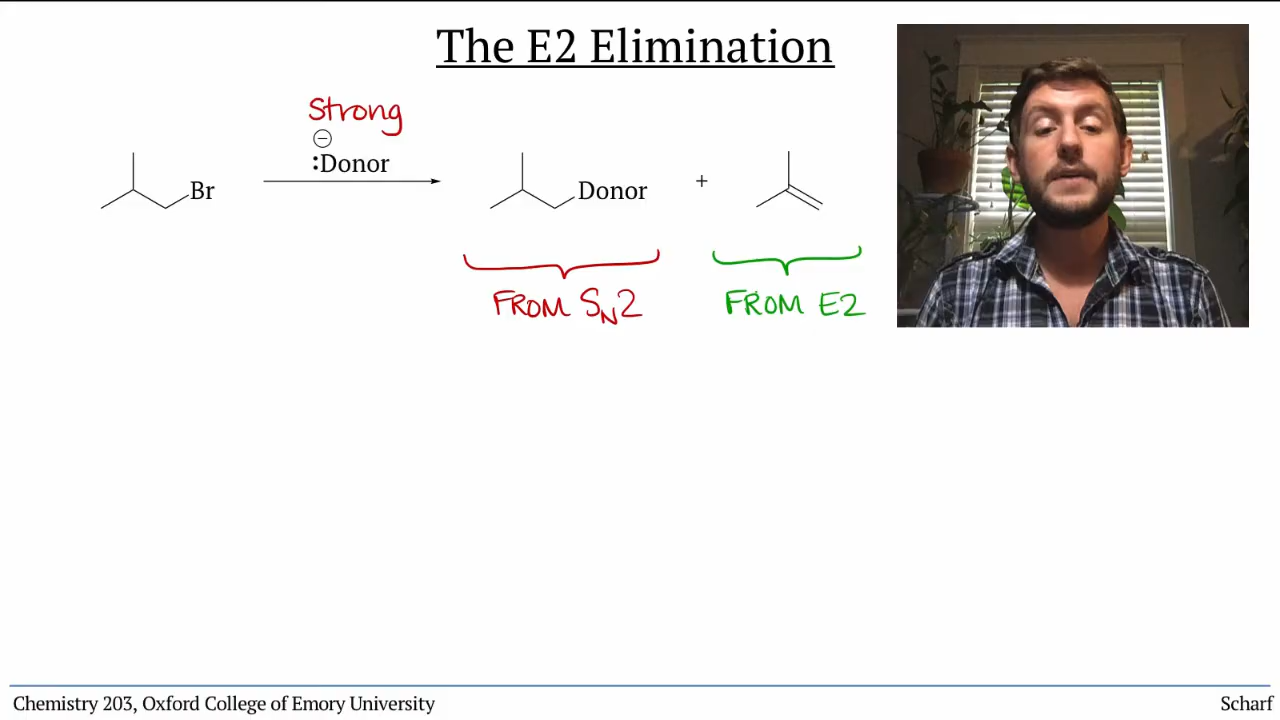 The E2 Elimination
Strong
⊖
:Donor
Br
Donor
+
FROM SN2
FROM E2
Chemistry 203, Oxford College of Emory University
Scharf